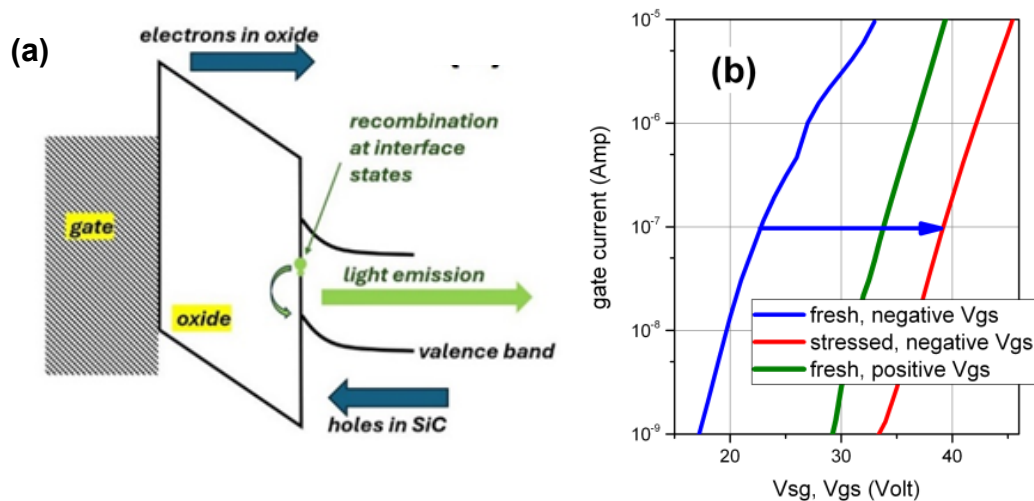 (a)
electrons in oxide
recombination
at interface
states
gate
light emission
oxide
valence band
holes in SiC
(b)
gate current (Amp)
10⁻⁵
10⁻⁶
10⁻⁷
10⁻⁸
10⁻⁹
fresh, negative Vgs
stressed, negative Vgs
fresh, positive Vgs
20
30
40
Vsg, Vgs (Volt)